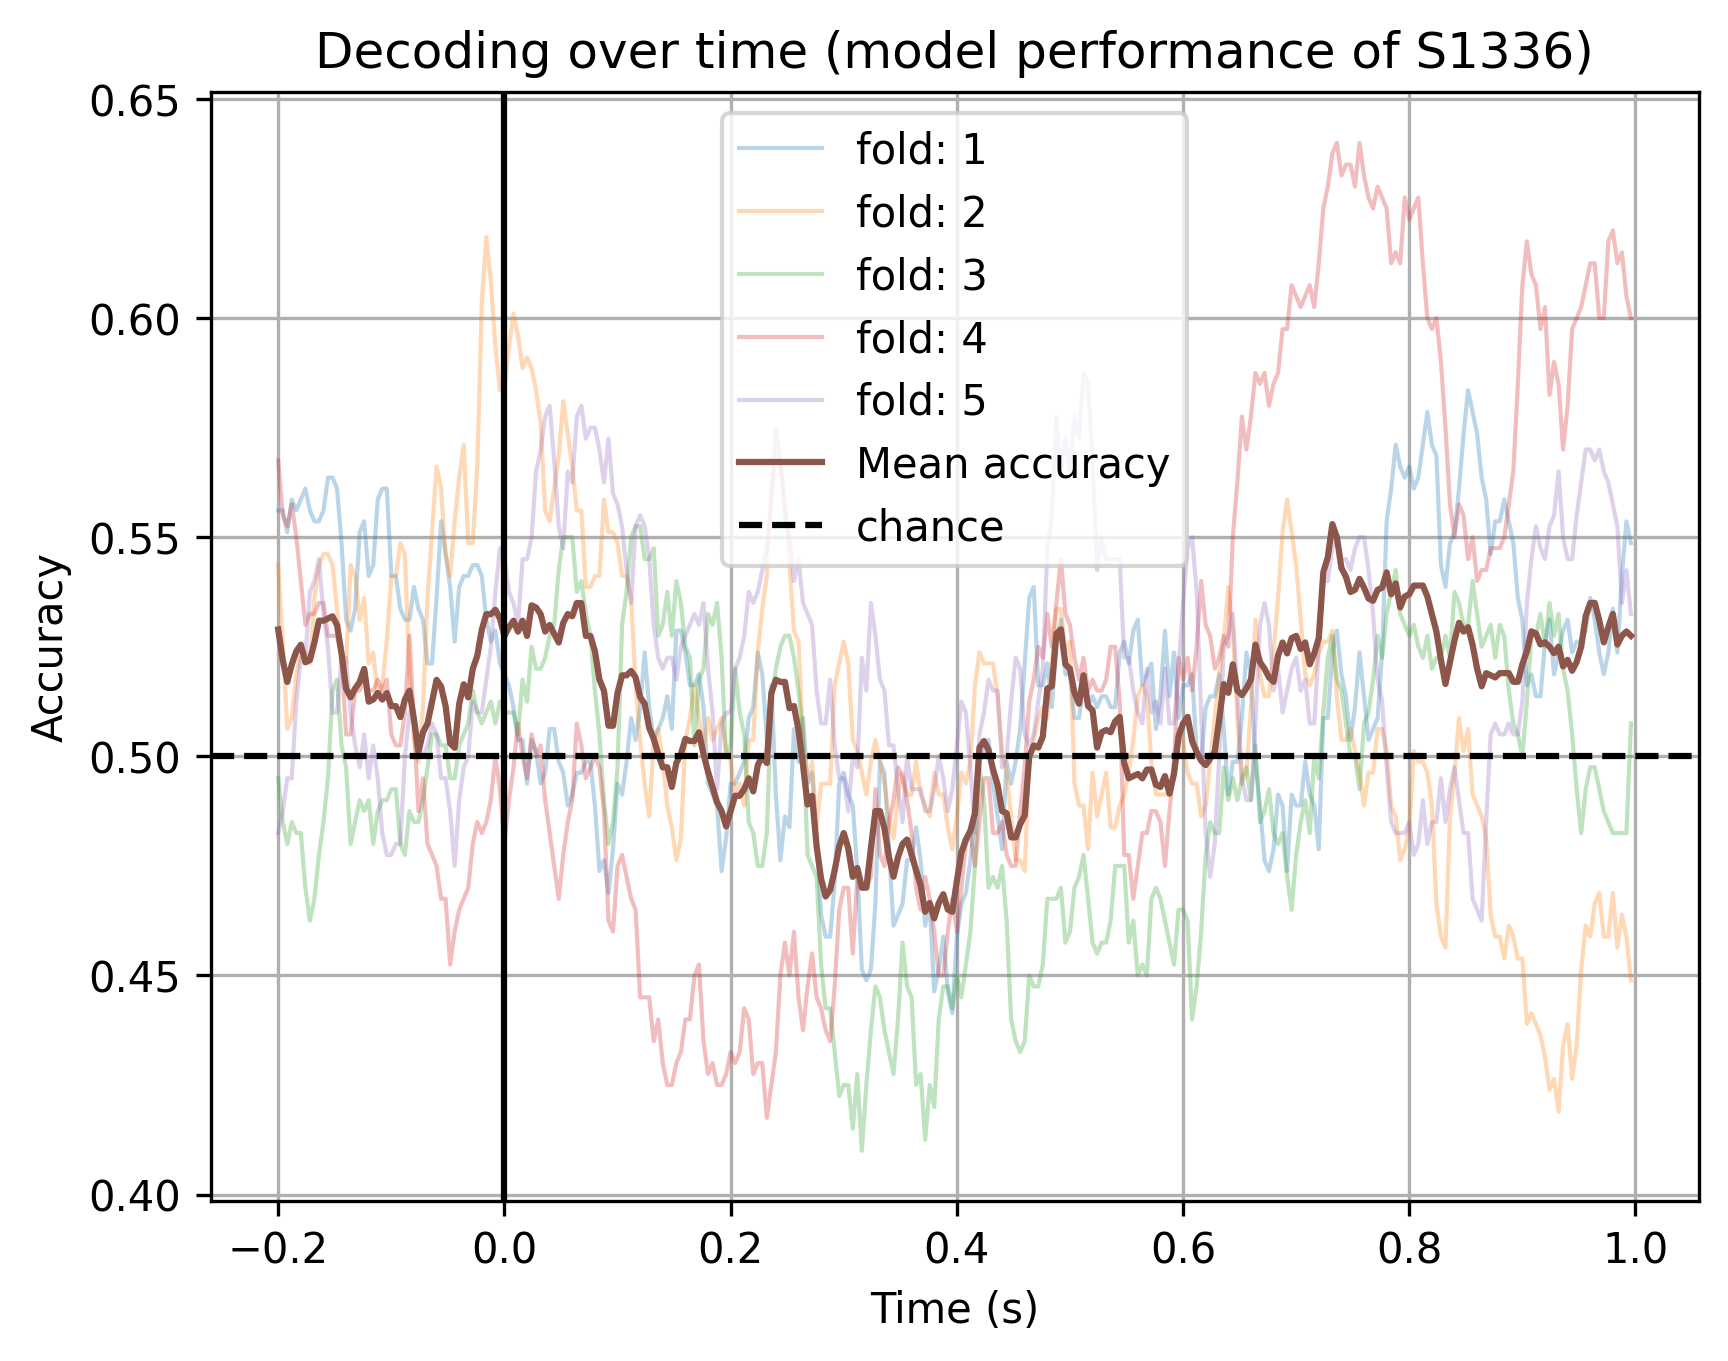 Decoding over time (model performance of S1336)
0.65
0.60
0.55
0.50
0.45
0.40
Accuracy
fold: 1
fold: 2
fold: 3
fold: 4
fold: 5
Mean accuracy
chance
−0.2 0.0 0.2 0.4 0.6 0.8 1.0
Time (s)